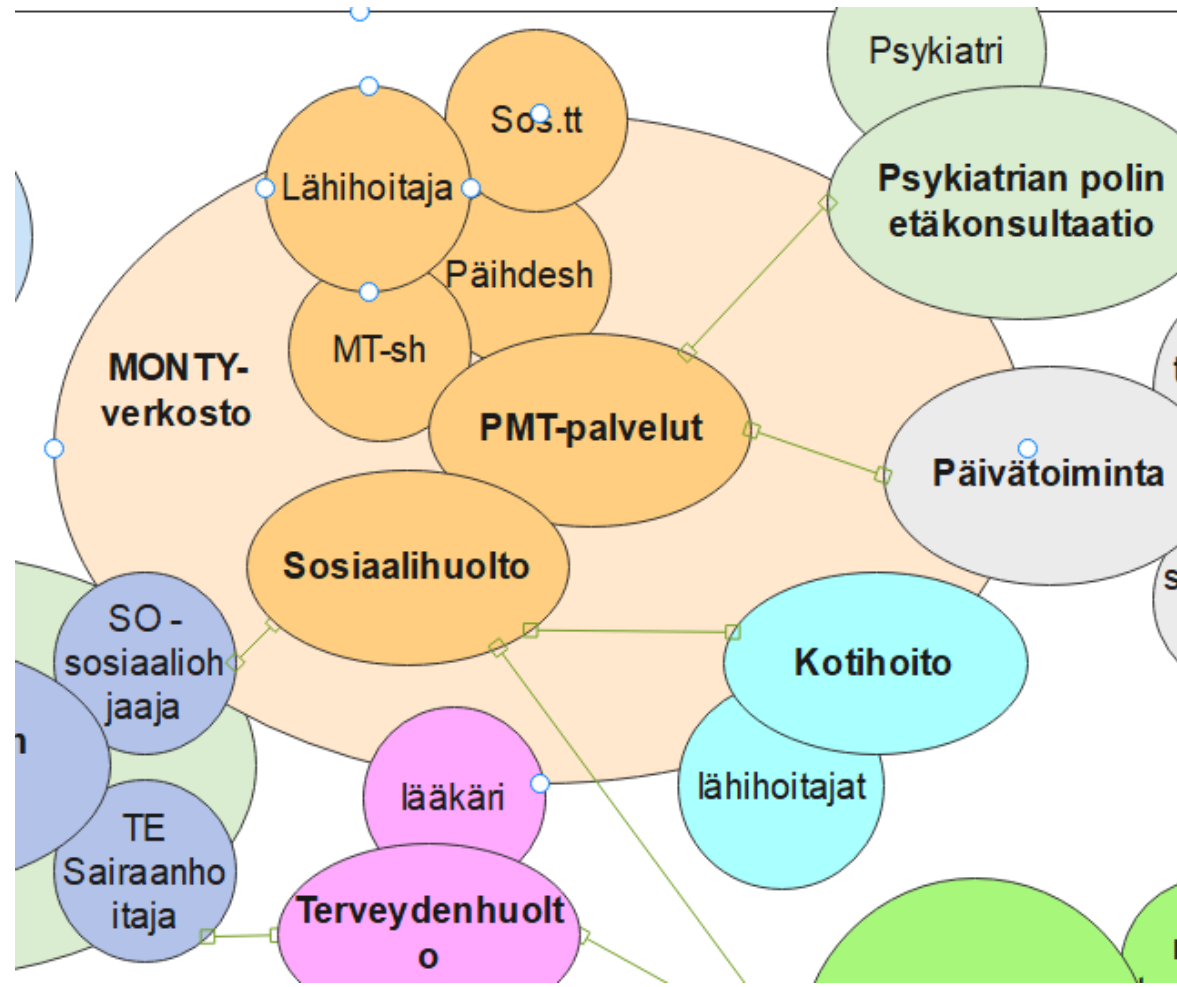 Psykiatri
Sos.tt
Lähihoitaja
Psykiatrian polin
etäkonsultaatio
Päihdesh
MT-sh
MONTY-
verkosto
PMT-palvelut
Päivätoiminta
Sosiaalihuolto
SO -
sosiaalioh
jaaja
Kotihoito
lääkäri
lähihoitajat
TE
Sairaanho
itaja
Terveydenhuolt
o